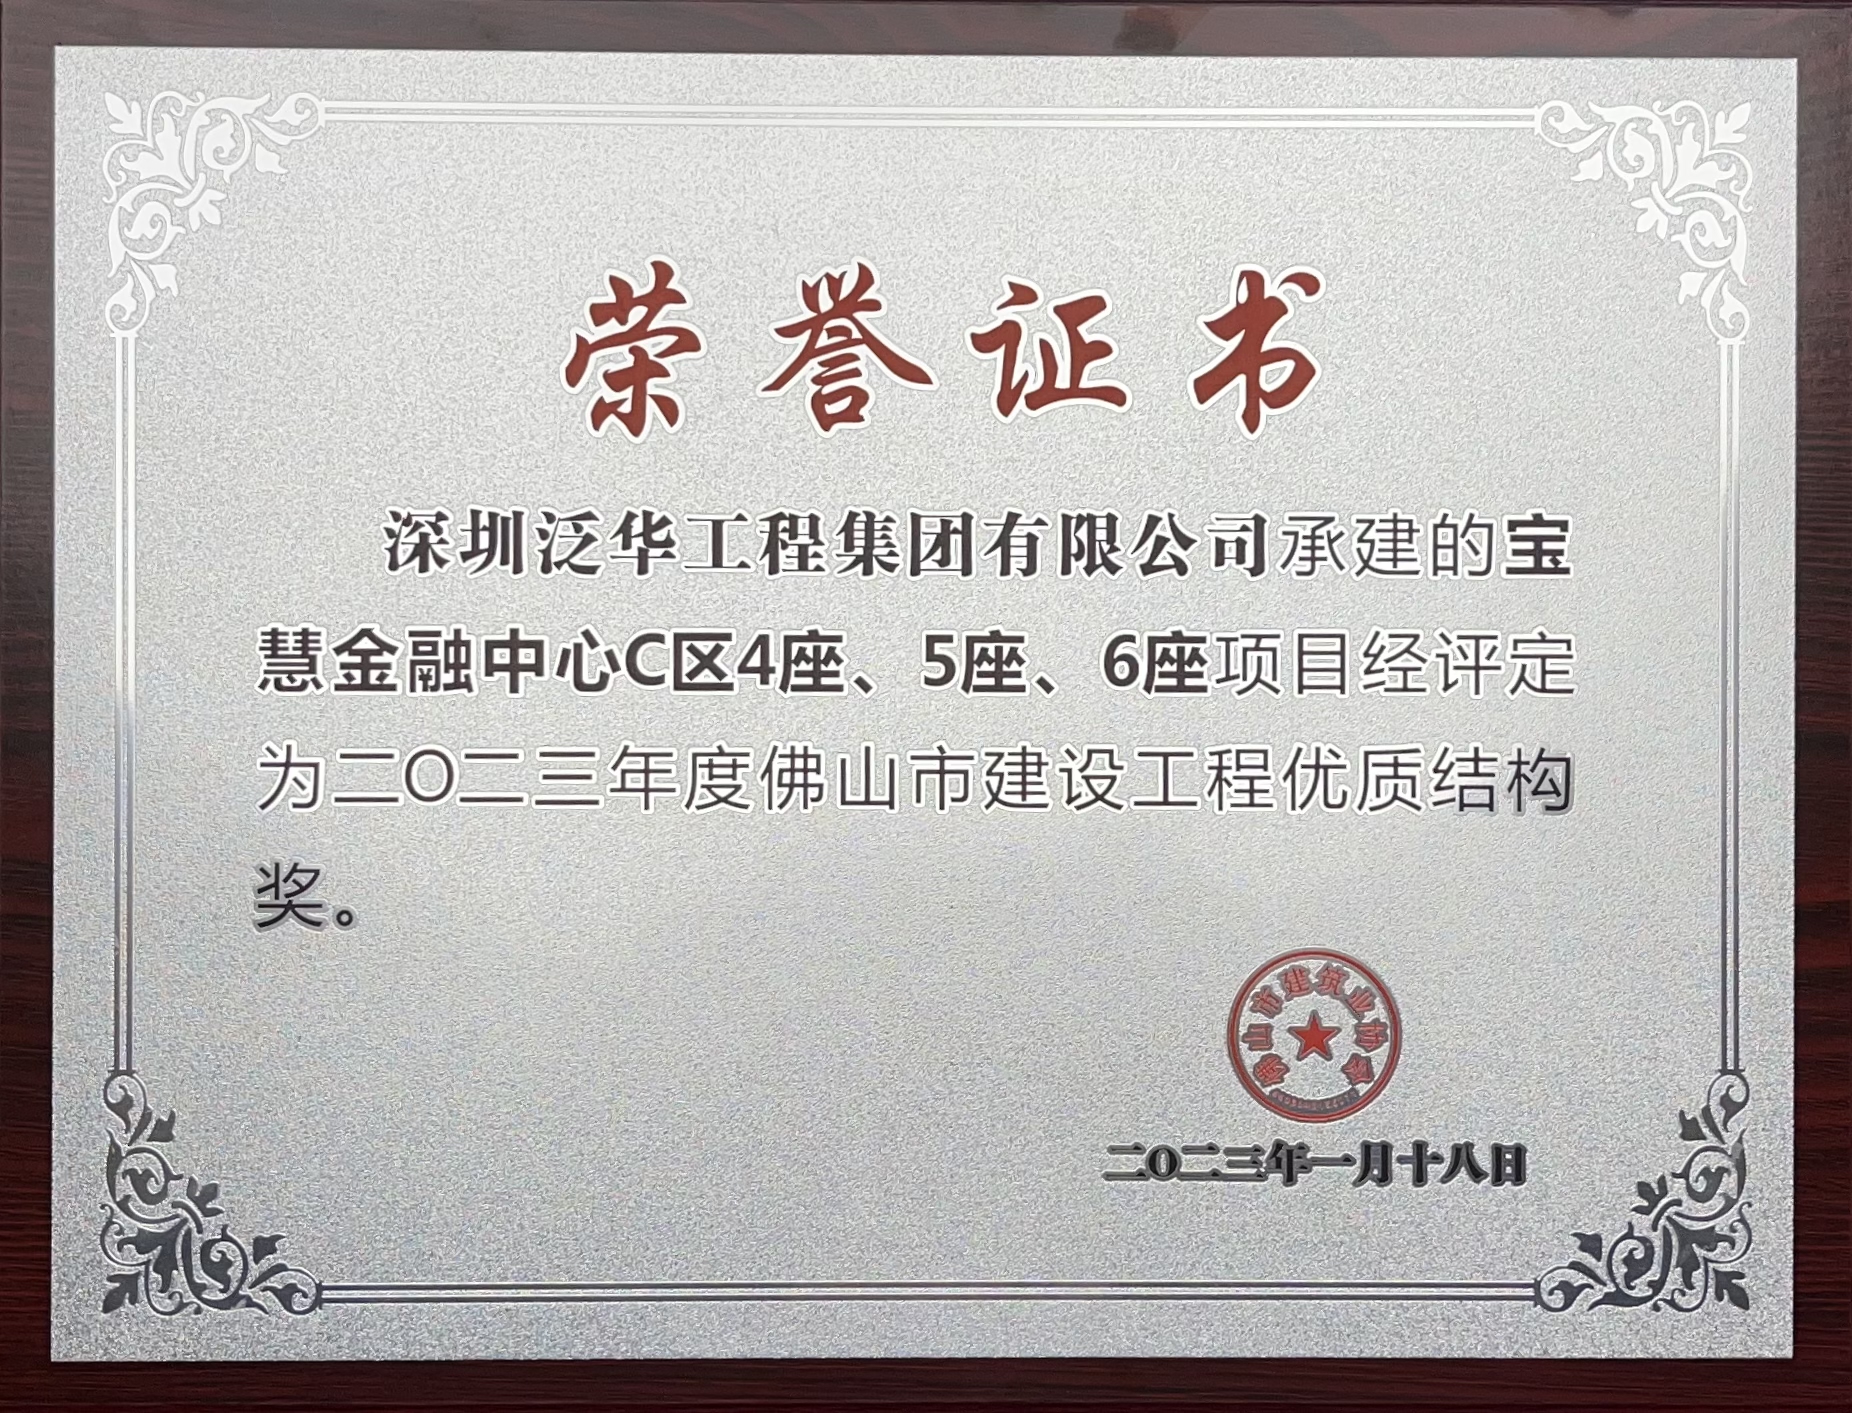 荣誉证书
深圳泛华工程集团有限公司承建的宝
慧金融中心C区4座、5座、6座项目经评定
为二〇二三年度佛山市建设工程优质结构
奖。
佛山市建筑业协会
二〇二三年一月十八日